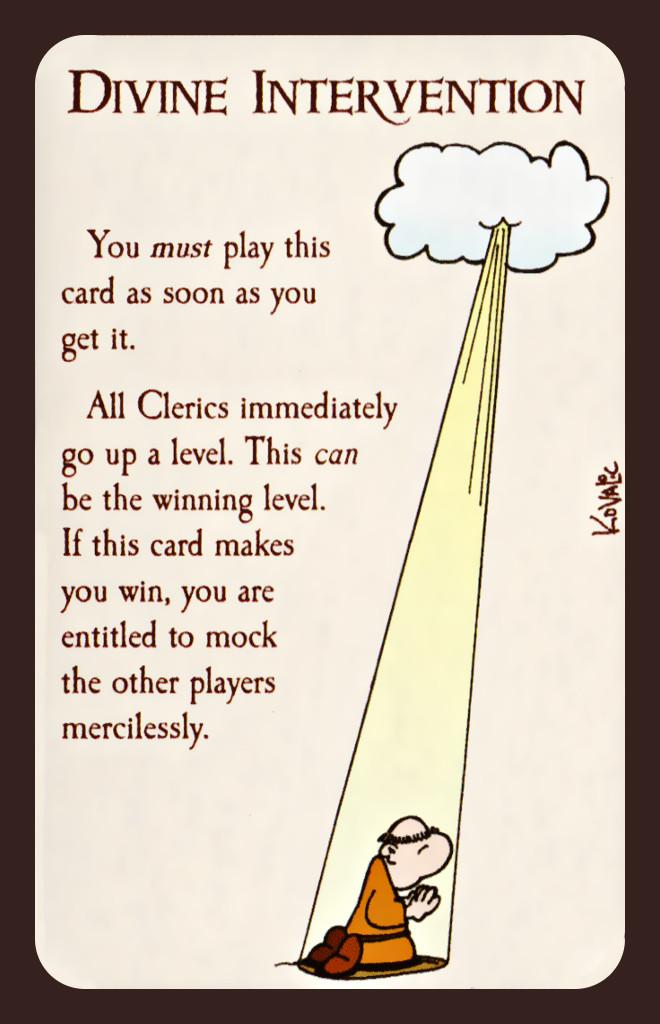 Divine Intervention
You must play this
card as soon as you
get it.
All Clerics immediately
go up a level. This can
be the winning level.
If this card makes
you win, you are
entitled to mock
the other players
mercilessly.
Kovalic